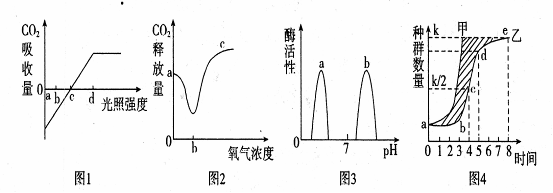 CO2
吸收量
0
a b c d
光照强度
图1
CO2
释放量
a
c
b
氧气浓度
图2
酶活性
a
b
7
pH
图3
种群数量
k
甲
e
乙
d
k/2
c
a
b
0 1 2 3 4 5 6 7 8
时间
图4